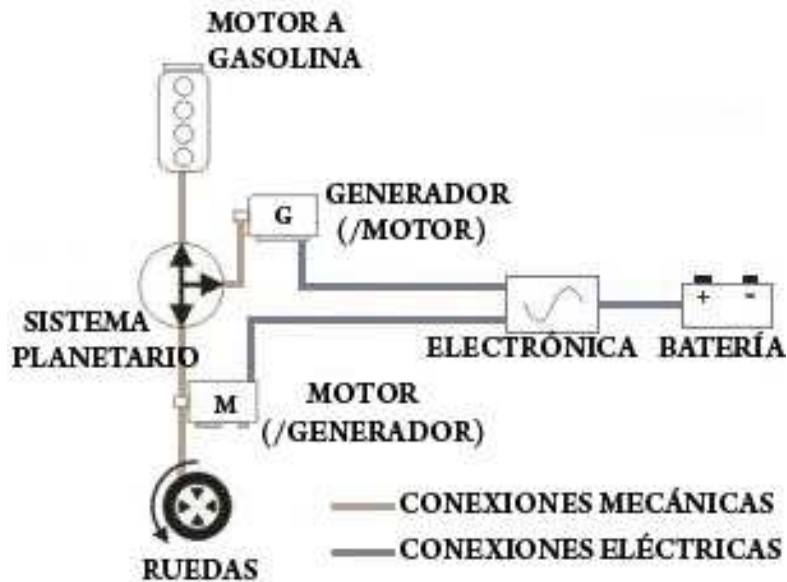 MOTOR A
GASOLINA
GENERADOR
(/MOTOR)
G
SISTEMA
PLANETARIO
ELECTRÓNICA
BATERÍA
+ -
M
MOTOR
(/GENERADOR)
CONEXIONES MECÁNICAS
CONEXIONES ELÉCTRICAS
RUEDAS